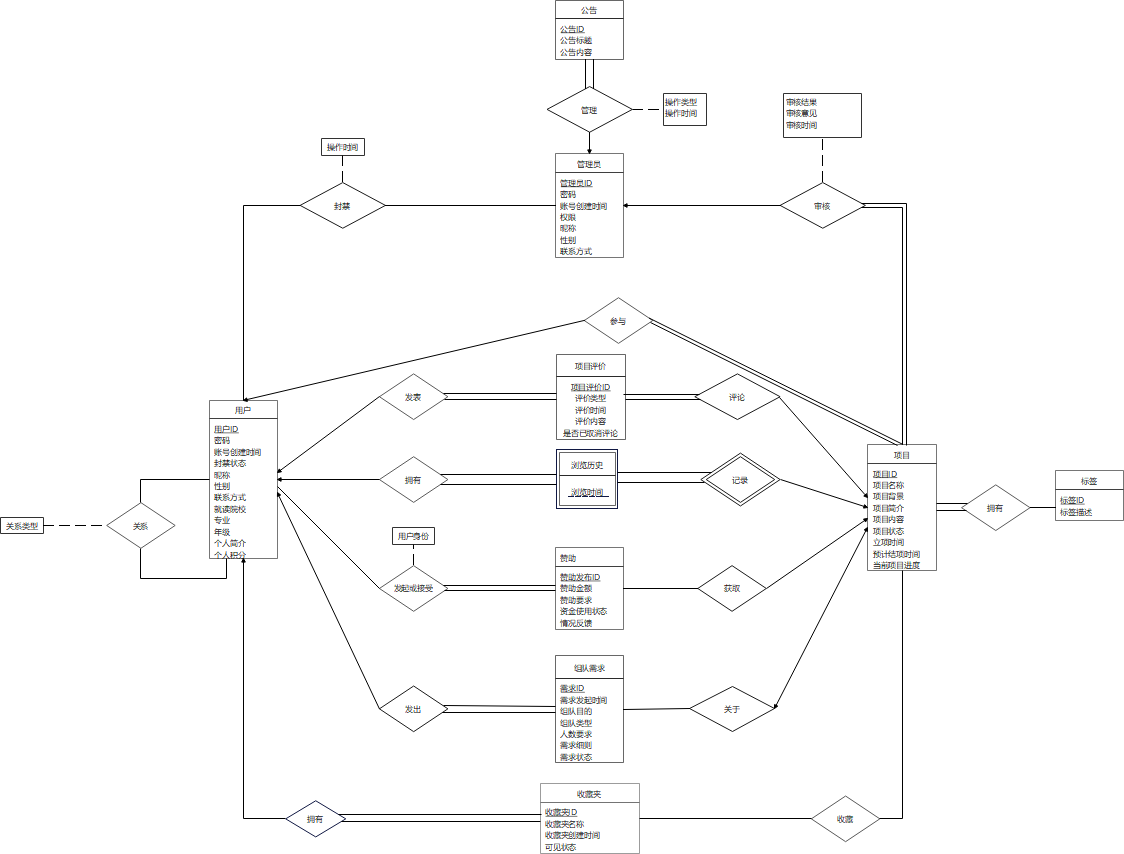 公告
公告ID
公告标题
公告内容
管理
操作类型
操作时间
审核结果
审核意见
审核时间
操作时间
管理员
管理员ID
密码
账号创建时间
权限
昵称
性别
联系方式
封禁
审核
参与
项目评价
项目评价ID
评价类型
评价时间
评价内容
是否已取消评论
发表
评论
用户
用户ID
密码
账号创建时间
封禁状态
昵称
性别
联系方式
就读院校
专业
年级
个人简介
个人积分
拥有
浏览历史
浏览时间
记录
项目
项目ID
项目名称
项目背景
项目简介
项目内容
项目状态
立项时间
预计结项时间
当前项目进度
拥有
标签
标签ID
标签描述
关系类型
关系
用户身份
发起或接受
赞助
赞助发布ID
赞助金额
赞助要求
资金使用状态
情况反馈
获取
发出
组队需求
需求ID
需求发起时间
组队目的
组队类型
人数要求
需求细则
需求状态
关于
拥有
收藏夹
收藏夹ID
收藏夹名称
收藏夹创建时间
可见状态
收藏